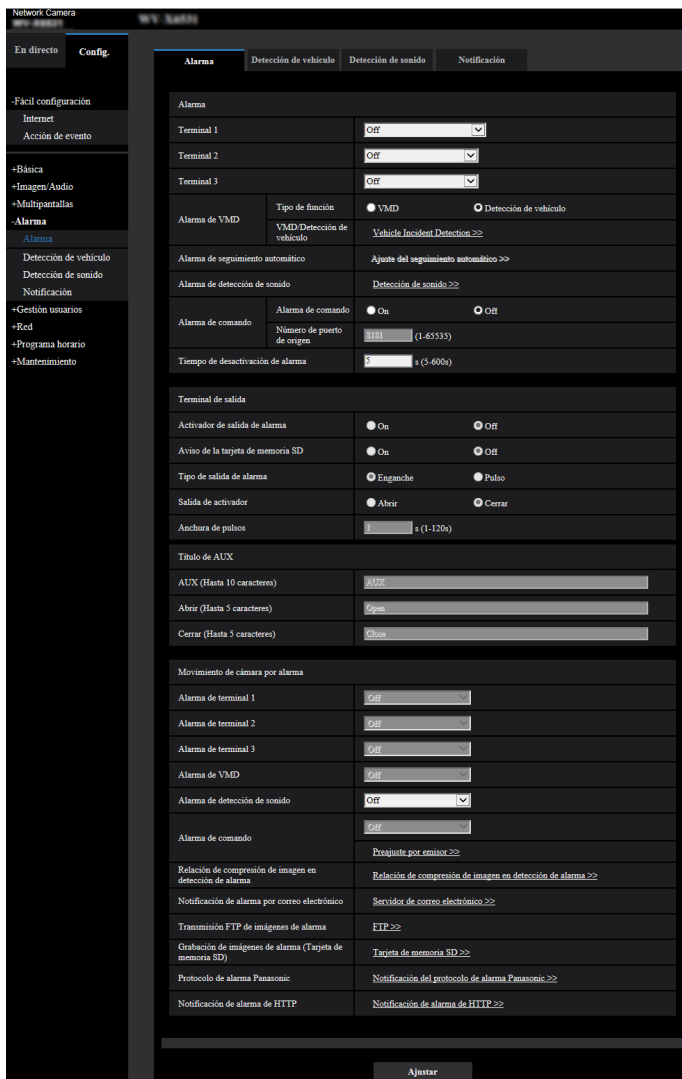 Network Camera
WV-X6531
WV-X6531
En directo
Config.
-Fácil configuración
Internet
Acción de evento
+Básica
+Imagen/Audio
+Multipantallas
-Alarma
Alarma
Detección de vehículo
Detección de sonido
Notificación
+Gestión usuarios
+Red
+Programa horario
+Mantenimiento
Alarma
Detección de vehículo
Detección de sonido
Notificación
Alarma
Terminal 1
Off
Terminal 2
Off
Terminal 3
Off
Alarma de VMD
Tipo de función
VMD
Detección de vehículo
VMD/Detección de
vehículo
Vehicle Incident Detection >>
Alarma de seguimiento automático
Ajuste del seguimiento automático >>
Alarma de detección de
sonido
Detección de sonido >>
Alarma de comando
Alarma de comando
On
Off
Número de puerto
de origen
8181
(1-65535)
Tiempo de desactivación de alarma
5
s (5-600s)
Terminal de salida
Activador de salida de alarma
On
Off
Aviso de la tarjeta de memoria SD
On
Off
Tipo de salida de alarma
Enganche
Pulso
Salida de activador
Abrir
Cerrar
Anchura de pulsos
1
s (1-120s)
Título de AUX
AUX (Hasta 10 caracteres)
AUX
Abrir (Hasta 5 caracteres)
Open
Cerrar (Hasta 5 caracteres)
Close
Movimiento de cámara por alarma
Alarma de terminal 1
Off
Alarma de terminal 2
Off
Alarma de terminal 3
Off
Alarma de VMD
Off
Alarma de detección de sonido
Off
Alarma de comando
Off
Preajuste por emisor >>
Relación de compresión de imagen en
detección de alarma
Relación de compresión de imagen en detección de alarma >>
Notificación de alarma por correo electrónico
Servidor de correo electrónico >>
Transmisión FTP de imágenes de alarma
FTP >>
Grabación de imágenes de alarma (Tarjeta de
memoria SD)
Tarjeta de memoria SD >>
Protocolo de alarma Panasonic
Notificación del protocolo de alarma Panasonic >>
Notificación de alarma de HTTP
Notificación de alarma de HTTP >>
Ajustar